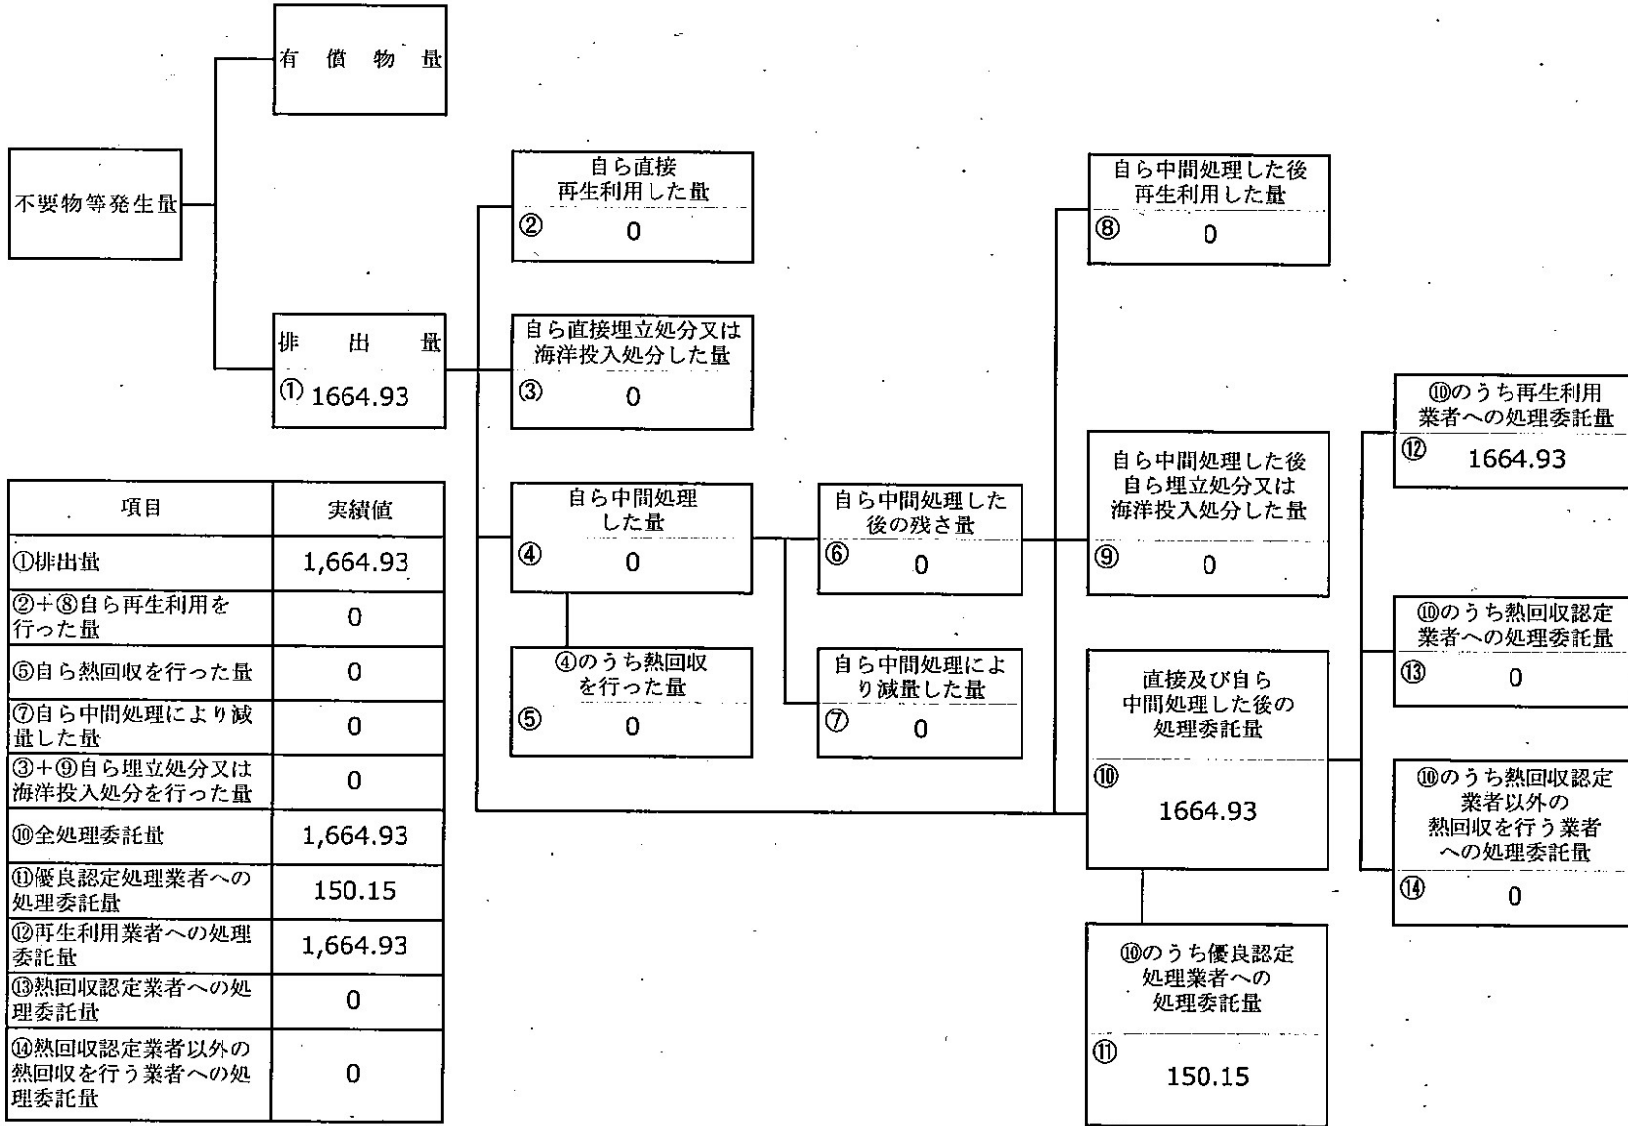 有償物量
不要物等発生量
排出量
① 1664.93
自ら直接
再生利用した量
② 0
自ら直接埋立処分又は
海洋投入処分した量
③ 0
自ら中間処理
した量
④ 0
④のうち熱回収
を行った量
⑤ 0
自ら中間処理した
後の残さ量
⑥ 0
自ら中間処理によ
り減量した量
⑦ 0
自ら中間処理した後
再生利用した量
⑧ 0
自ら中間処理した後
自ら埋立処分又は
海洋投入処分した量
⑨ 0
直接及び自ら
中間処理した後の
処理委託量
⑩
1664.93
⑩のうち優良認定
処理業者への
処理委託量
⑪
150.15
⑩のうち再生利用
業者への処理委託量
⑫ 1664.93
⑩のうち熱回収認定
業者への処理委託量
⑬ 0
⑩のうち熱回収認定
業者以外の
熱回収を行う業者
への処理委託量
⑭ 0
項目 実績値
①排出量 1,664.93
②+⑧自ら再生利用を
行った量 0
⑤自ら熱回収を行った量 0
⑦自ら中間処理により減
量した量 0
③+⑨自ら埋立処分又は
海洋投入処分を行った量 0
⑩全処理委託量 1,664.93
⑪優良認定処理業者への
処理委託量 150.15
⑫再生利用業者への処理
委託量 1,664.93
⑬熱回収認定業者への処
理委託量 0
⑭熱回収認定業者以外の
熱回収を行う業者への処
理委託量 0